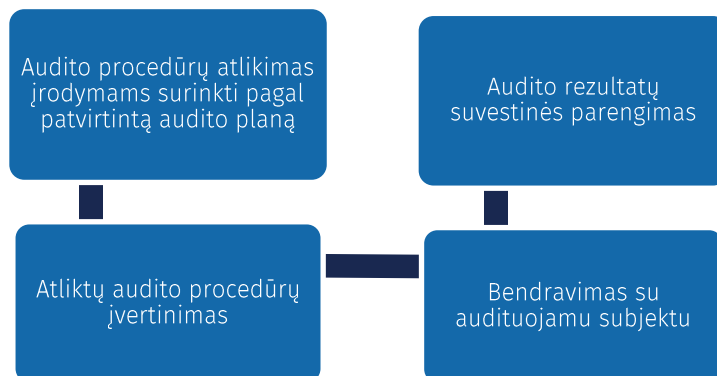 Audito procedūrų atlikimas
įrodymams surinkti pagal
patvirtintą audito planą
Atliktų audito procedūrų
įvertinimas
Bendravimas su
audituojamu subjektu
Audito rezultatų
suvestinės parengimas